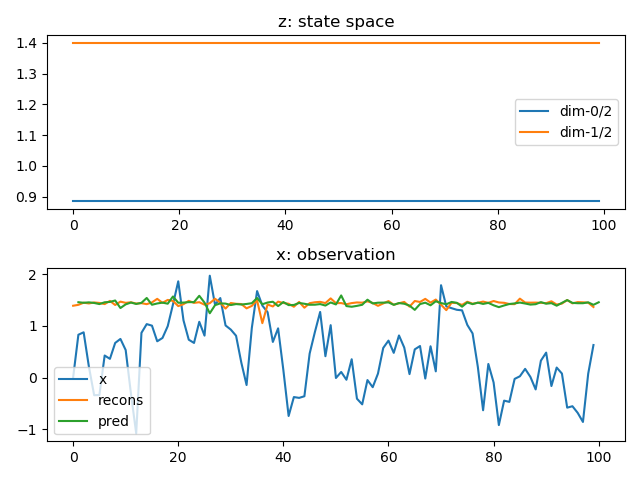 z: state space
1.4
1.3
1.2
1.1
1.0
0.9
dim-0/2
dim-1/2
0 20 40 60 80 100
x: observation
2
1
0
−1
x
recons
pred
0 20 40 60 80 100